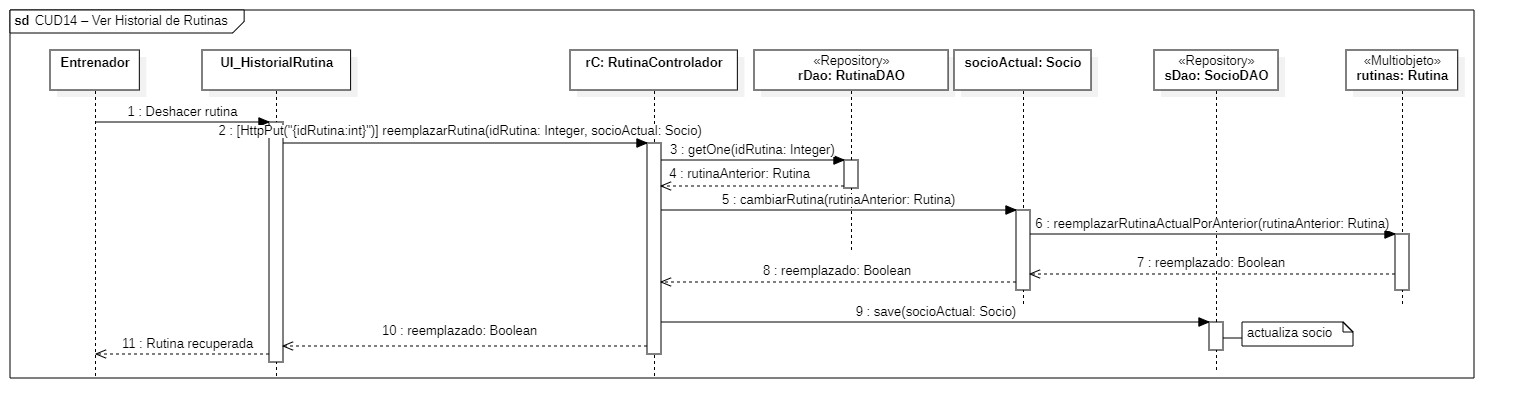 sd CUD14 – Ver Historial de Rutinas
Entrenador
UI_HistorialRutina
rC: RutinaControlador
«Repository»
rDao: RutinaDAO
socioActual: Socio
«Repository»
sDao: SocioDAO
«Multiobjeto»
rutinas: Rutina
1 : Deshacer rutina
2 : [HttpPut("{idRutina:int}")] reemplazarRutina(idRutina: Integer, socioActual: Socio)
3 : getOne(idRutina: Integer)
4 : rutinaAnterior: Rutina
5 : cambiarRutina(rutinaAnterior: Rutina)
6 : reemplazarRutinaActualPorAnterior(rutinaAnterior: Rutina)
7 : reemplazado: Boolean
8 : reemplazado: Boolean
9 : save(socioActual: Socio)
actualiza socio
10 : reemplazado: Boolean
11 : Rutina recuperada